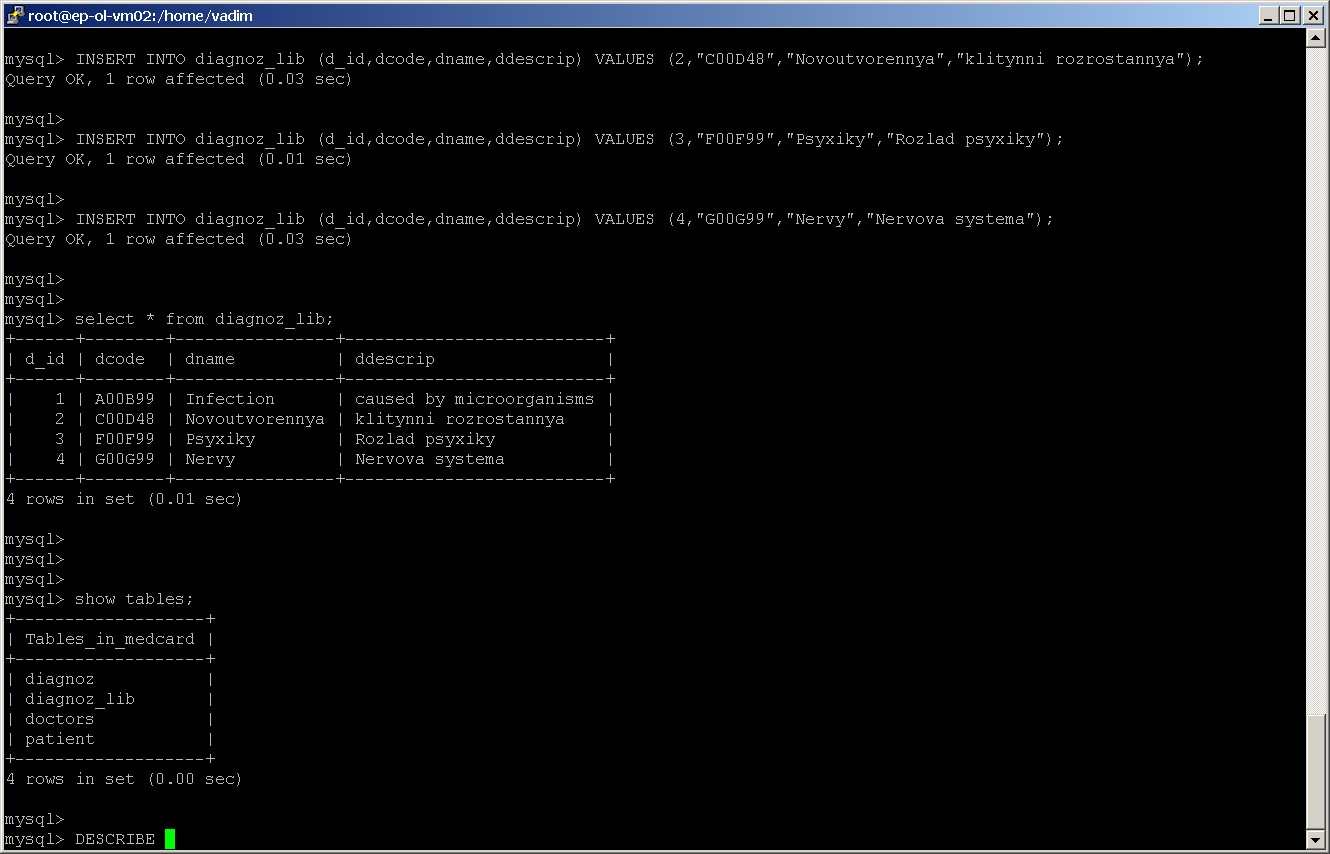 root@ep-ol-vm02:/home/vadim
mysql> INSERT INTO diagnoz_lib (d_id,dcode,dname,ddescrip) VALUES (2,"C00D48","Novoutvorennya","klitynni rozrostannya");
Query OK, 1 row affected (0.03 sec)
mysql>
mysql> INSERT INTO diagnoz_lib (d_id,dcode,dname,ddescrip) VALUES (3,"F00F99","Psyxiky","Rozlad psyxiky");
Query OK, 1 row affected (0.01 sec)
mysql>
mysql> INSERT INTO diagnoz_lib (d_id,dcode,dname,ddescrip) VALUES (4,"G00G99","Nervy","Nervova systema");
Query OK, 1 row affected (0.03 sec)
mysql>
mysql>
mysql> select * from diagnoz_lib;
+------+--------+----------------+--------------------------+
| d_id | dcode  | dname          | ddescrip                 |
+------+--------+----------------+--------------------------+
|    1 | A00B99 | Infection      | caused by microorganisms |
|    2 | C00D48 | Novoutvorennya | klitynni rozrostannya    |
|    3 | F00F99 | Psyxiky        | Rozlad psyxiky           |
|    4 | G00G99 | Nervy          | Nervova systema          |
+------+--------+----------------+--------------------------+
4 rows in set (0.01 sec)
mysql>
mysql>
mysql>
mysql> show tables;
+-------------------+
| Tables_in_medcard |
+-------------------+
| diagnoz           |
| diagnoz_lib       |
| doctors           |
| patient           |
+-------------------+
4 rows in set (0.00 sec)
mysql>
mysql> DESCRIBE